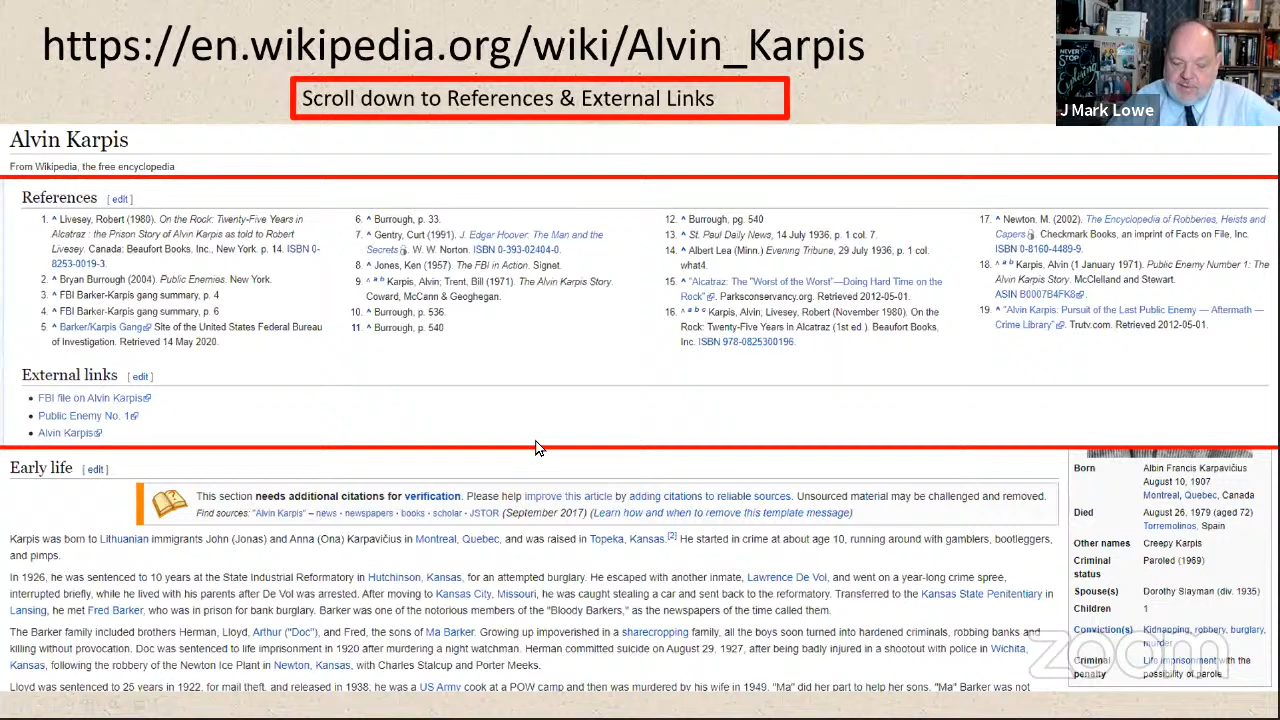 https://en.wikipedia.org/wiki/Alvin_Karpis
Scroll down to References & External Links
NEVER
STOP
Exploring
J Mark Lowe
Alvin Karpis
From Wikipedia, the free encyclopedia
References [ edit ]
1. ^ Livesey, Robert (1980). On the Rock: Twenty-Five Years in
Alcatraz : the Prison Story of Alvin Karpis as told to Robert
Livesey. Canada: Beaufort Books, Inc., New York. p. 14. ISBN 0-
8253-0019-3.
2. ^ Bryan Burrough (2004). Public Enemies. New York.
3. ^ FBI Barker-Karpis gang summary, p. 4
4. ^ FBI Barker-Karpis gang summary, p. 6
5. ^ Barker/Karpis Gang Site of the United States Federal Bureau
of Investigation. Retrieved 14 May 2020.
6. ^ Burrough, p. 33.
7. ^ Gentry, Curt (1991). J. Edgar Hoover: The Man and the
Secrets. W. W. Norton. ISBN 0-393-02404-0.
8. ^ Jones, Ken (1957). The FBI in Action. Signet.
9. ^ a b Karpis, Alvin; Trent, Bill (1971). The Alvin Karpis Story.
Coward, McCann & Geoghegan.
10. ^ Burrough, p. 536.
11. ^ Burrough, p. 540
12. ^ Burrough, pg. 540
13. ^ St. Paul Daily News, 14 July 1936, p. 1 col. 7.
14. ^ Albert Lea (Minn.) Evening Tribune, 29 July 1936, p. 1 col.
what4.
15. ^ "Alcatraz: The "Worst of the Worst"—Doing Hard Time on the
Rock". Parksconservancy.org. Retrieved 2012-05-01.
16. ^ a b c Karpis, Alvin; Livesey, Robert (November 1980). On the
Rock: Twenty-Five Years in Alcatraz (1st ed.). Beaufort Books,
Inc. ISBN 978-0825300196.
17. ^ Newton, M. (2002). The Encyclopedia of Robberies, Heists and
Capers. Checkmark Books, an imprint of Facts on File, Inc.
ISBN 0-8160-4489-9.
18. ^ a b Karpis, Alvin (1 January 1971). Public Enemy Number 1: The
Alvin Karpis Story. McClelland and Stewart.
ASIN B0007B4FK8.
19. ^ "Alvin Karpis: Pursuit of the Last Public Enemy — Aftermath —
Crime Library". Trutv.com. Retrieved 2012-05-01.
External links [ edit ]
• FBI file on Alvin Karpis
• Public Enemy No. 1
• Alvin Karpis
Early life [ edit ]
This section needs additional citations for verification. Please help improve this article by adding citations to reliable sources. Unsourced material may be challenged and removed.
Find sources: "Alvin Karpis" – news · newspapers · books · scholar · JSTOR (September 2017) (Learn how and when to remove this template message)
Karpis was born to Lithuanian immigrants John (Jonas) and Anna (Ona) Karpavičius in Montreal, Quebec, and was raised in Topeka, Kansas.[2] He started in crime at about age 10, running around with gamblers, bootleggers,
and pimps.
In 1926, he was sentenced to 10 years at the State Industrial Reformatory in Hutchinson, Kansas, for an attempted burglary. He escaped with another inmate, Lawrence De Vol, and went on a year-long crime spree,
interrupted briefly, while he lived with his parents after De Vol was arrested. After moving to Kansas City, Missouri, he was caught stealing a car and sent back to the reformatory. Transferred to the Kansas State Penitentiary in
Lansing, he met Fred Barker, who was in prison for bank burglary. Barker was one of the notorious members of the "Bloody Barkers," as the newspapers of the time called them.
The Barker family included brothers Herman, Lloyd, Arthur ("Doc"), and Fred, the sons of Ma Barker. Growing up impoverished in a sharecropping family, all the boys soon turned into hardened criminals, robbing banks and
killing without provocation. Doc was sentenced to life imprisonment in 1922 after murdering a night watchman. Herman committed suicide on August 29, 1927, after being badly injured in a shootout with police in Wichita,
Kansas, following the robbery of the Newton Ice Plant in Newton, Kansas, with Charles Stalcup and Porter Meeks.
Lloyd was sentenced to 25 years in 1922, for mail theft, and released in 1938, he was a US Army cook at a POW camp and then was murdered by his wife in 1949. "Ma" did her part to help her sons. "Ma" Barker was not
Born Albin Francis Karpavičius
August 10, 1907
Montreal, Quebec, Canada
Died August 26, 1979 (aged 72)
Torremolinos, Spain
Other names Creepy Karpis
Criminal status Paroled (1969)
Spouse(s) Dorothy Slayman (div. 1935)
Children 1
Conviction(s) Kidnapping, robbery, burglary,
murder
Criminal penalty Life imprisonment with the
possibility of parole
zoom